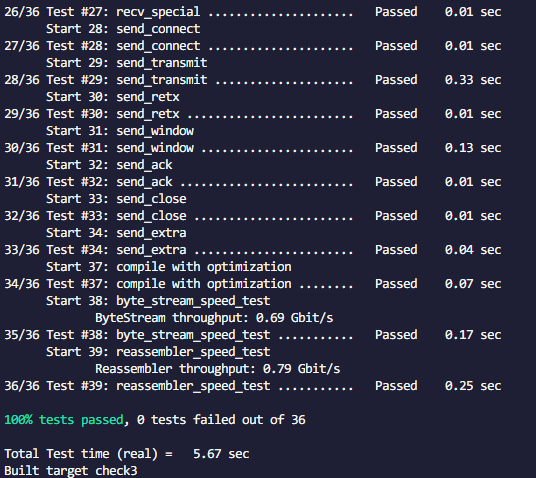 26/36 Test #27: recv_special .....................   Passed    0.01 sec
      Start 28: send_connect
27/36 Test #28: send_connect .....................   Passed    0.01 sec
      Start 29: send_transmit
28/36 Test #29: send_transmit ....................   Passed    0.33 sec
      Start 30: send_retx
29/36 Test #30: send_retx ........................   Passed    0.01 sec
      Start 31: send_window
30/36 Test #31: send_window ......................   Passed    0.13 sec
      Start 32: send_ack
31/36 Test #32: send_ack .........................   Passed    0.01 sec
      Start 33: send_close
32/36 Test #33: send_close .......................   Passed    0.01 sec
      Start 34: send_extra
33/36 Test #34: send_extra .......................   Passed    0.04 sec
      Start 37: compile with optimization
34/36 Test #37: compile with optimization ........   Passed    0.07 sec
      Start 38: byte_stream_speed_test
             ByteStream throughput: 0.69 Gbit/s
35/36 Test #38: byte_stream_speed_test ...........   Passed    0.17 sec
      Start 39: reassembler_speed_test
             Reassembler throughput: 0.79 Gbit/s
36/36 Test #39: reassembler_speed_test ...........   Passed    0.25 sec

100% tests passed, 0 tests failed out of 36

Total Test time (real) =   5.67 sec
Built target check3